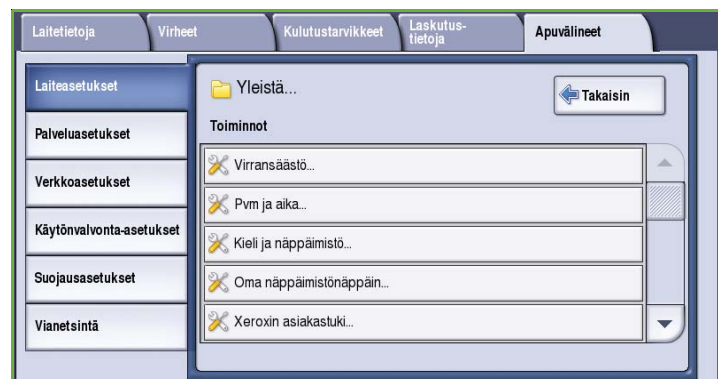 Laitetietoja
Virheet
Kulutustarvikkeet
Laskutus-
tietoja
Apuvälineet
Laiteasetukset
Palveluasetukset
Verkkoasetukset
Käytönvalvonta-asetukset
Suojausasetukset
Vianetsintä
Yleistä...
Takaisin
Toiminnot
Virransäästö...
Pvm ja aika...
Kieli ja näppäimistö...
Oma näppäimistönäppäin...
Xeroxin asiakastuki...